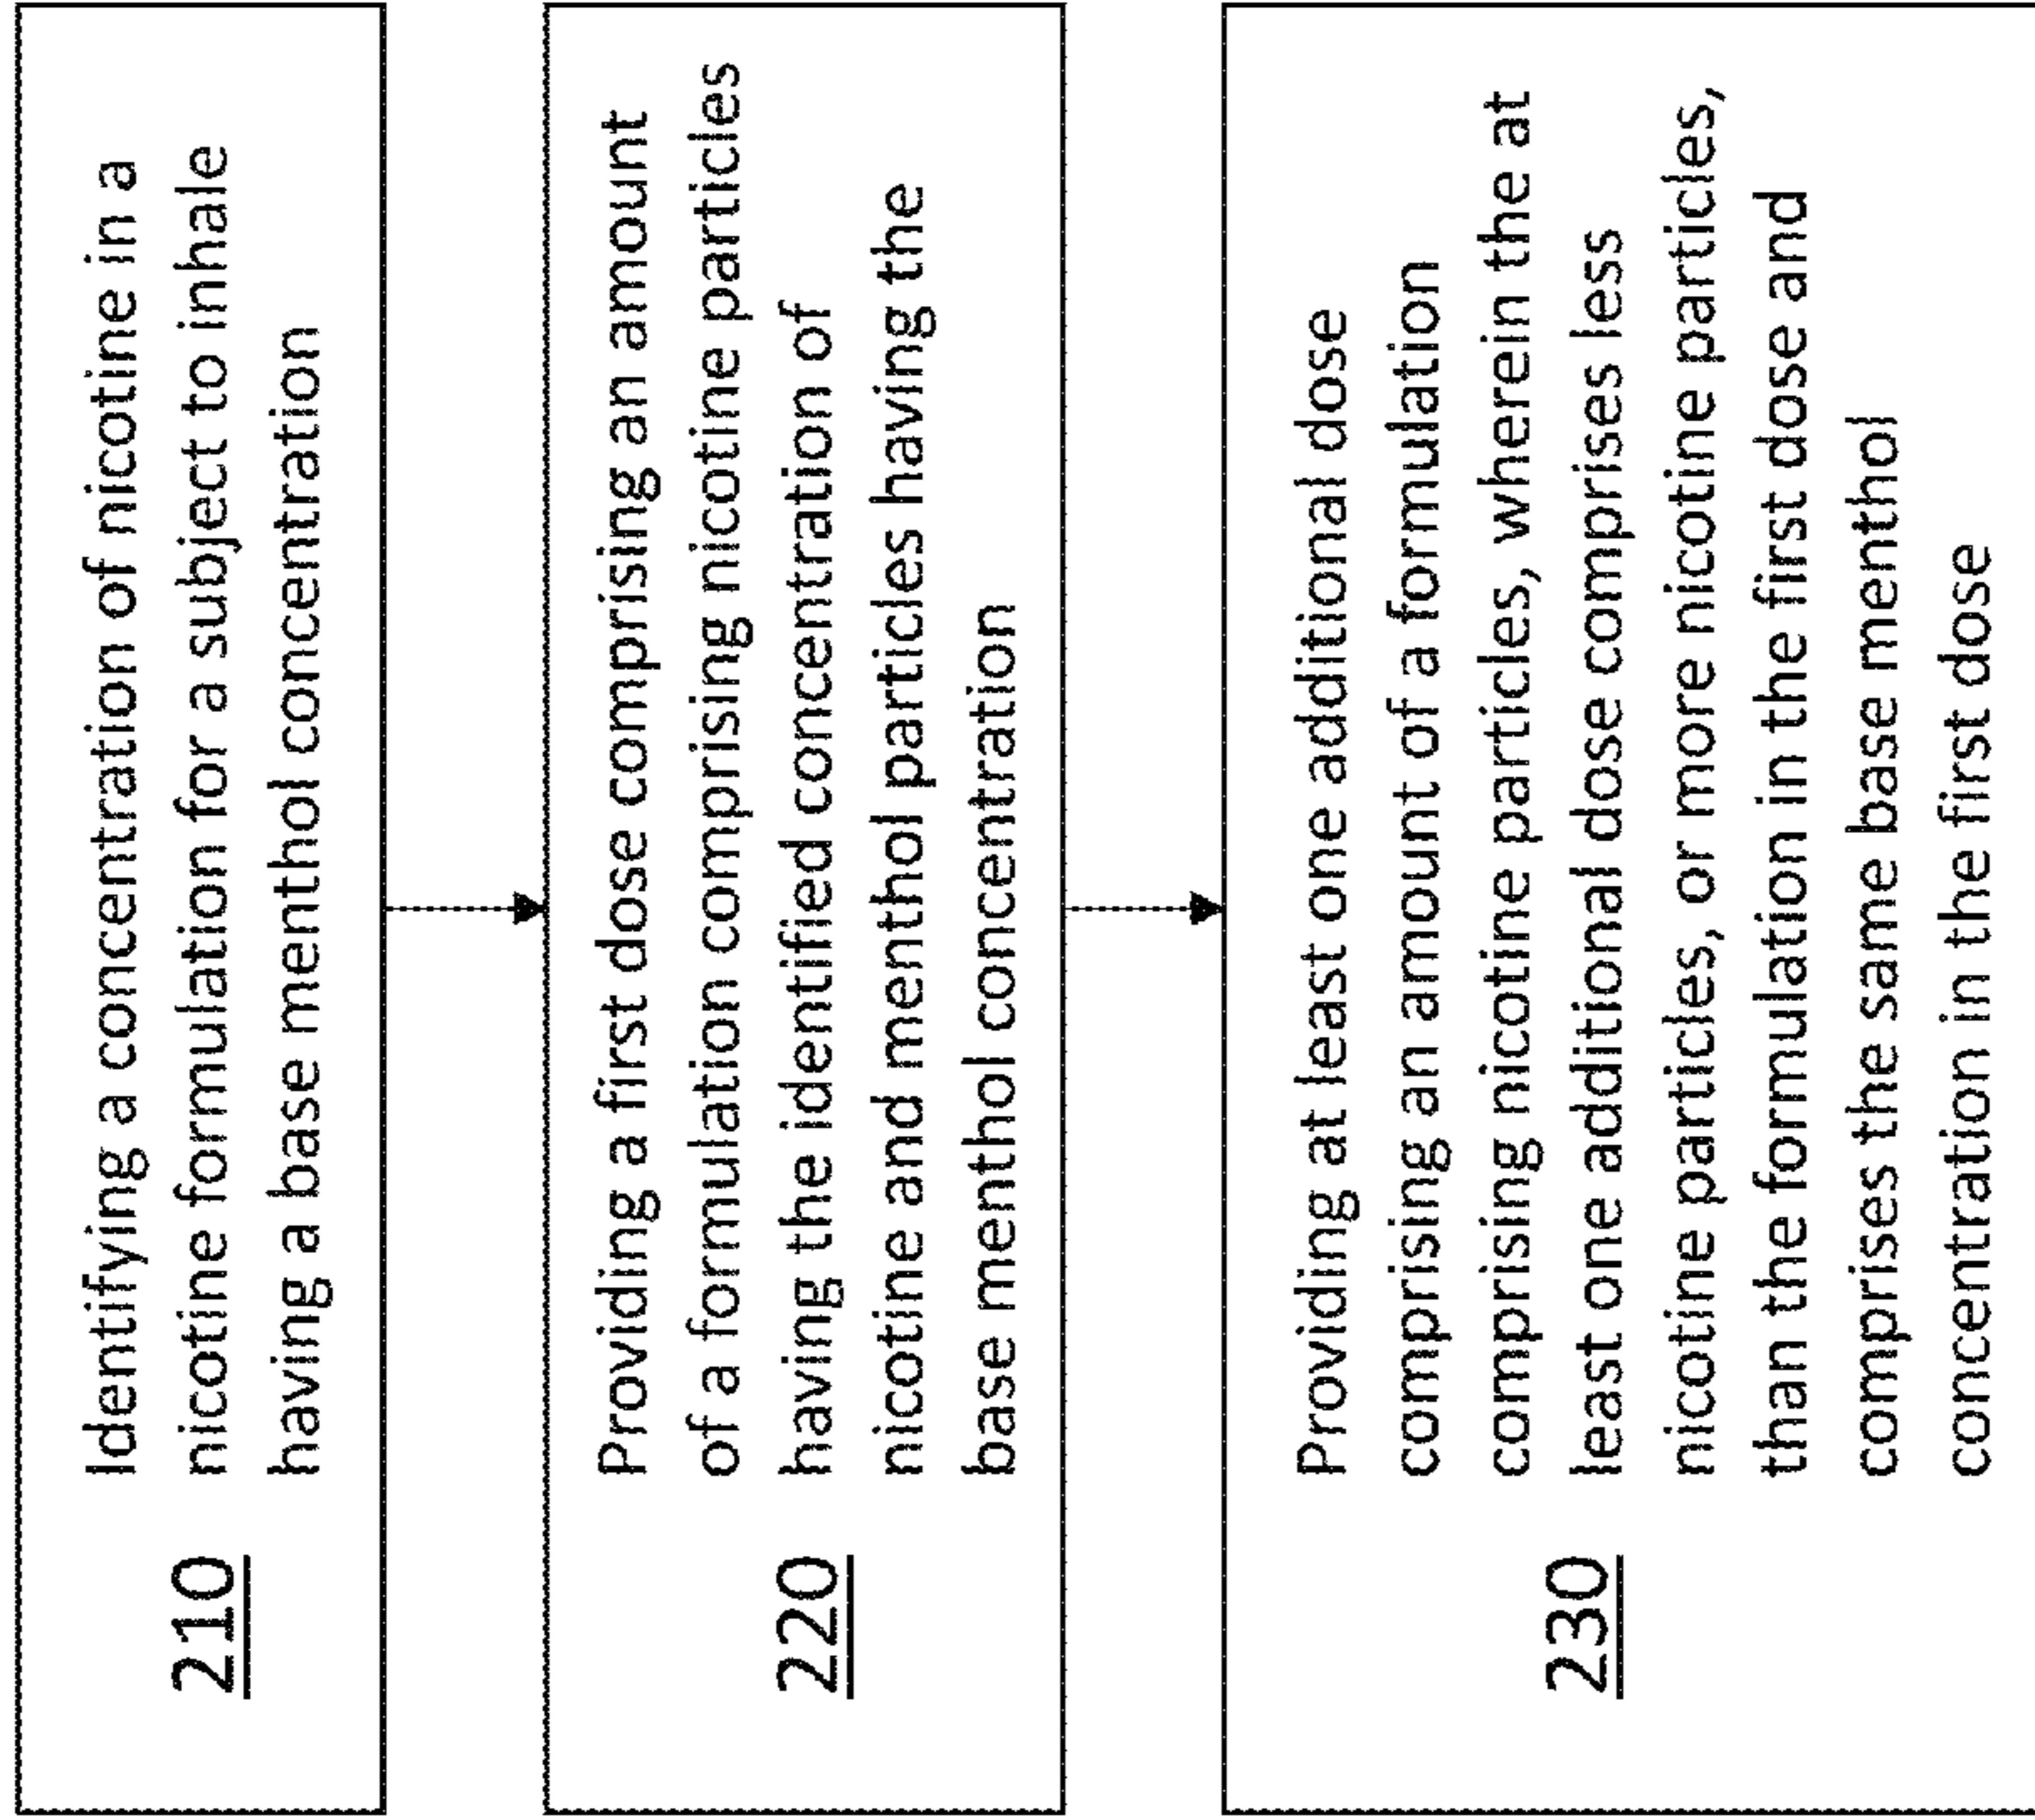 210
Identifying a concentration of nicotine in a
nicotine formulation for a subject to inhale
having a base menthol concentration
220
Providing a first dose comprising an amount
of a formulation comprising nicotine particles
having the identified concentration of
nicotine and menthol particles having the
base menthol concentration
230
Providing at least one additional dose
comprising an amount of a formulation
comprising nicotine particles, wherein the at
least one additional dose comprises less
nicotine particles, or more nicotine particles,
than the formulation in the first dose and
comprises the same base menthol
concentration in the first dose